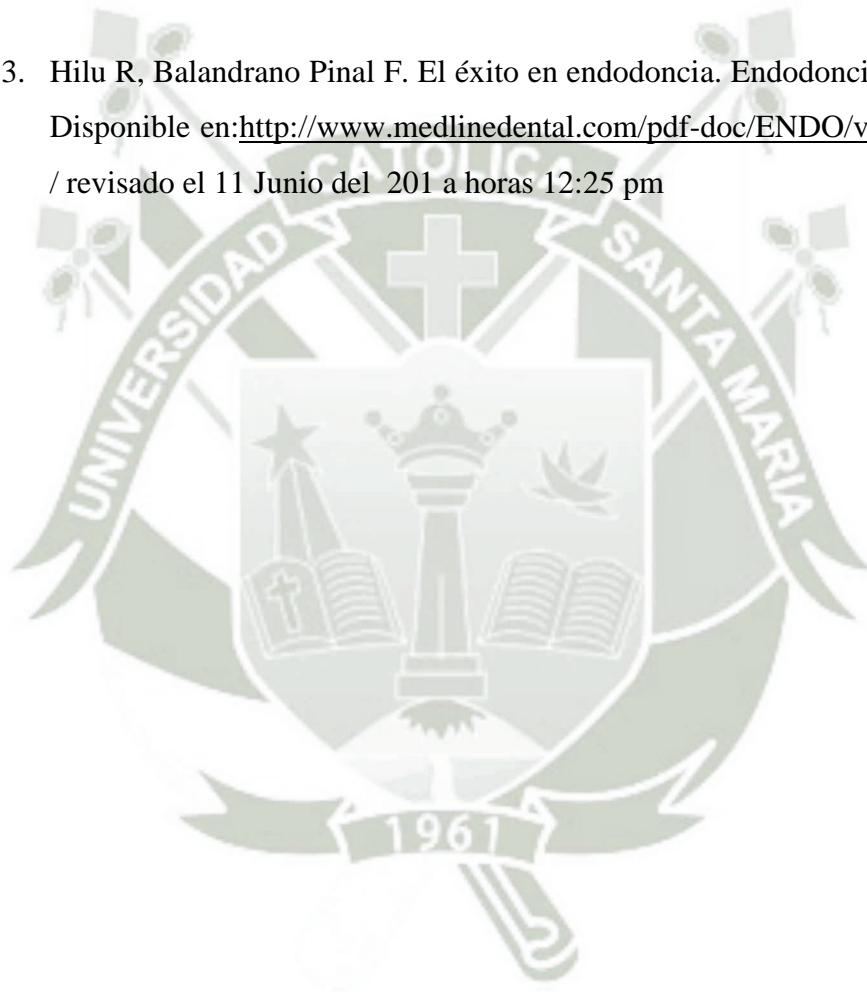 3. Hilu R, Balandrano Pinal F. El éxito en endodoncia. Endodonci
Disponible en:http://www.medlinedental.com/pdf-doc/ENDO/v
/ revisado el 11 Junio del  201 a horas 12:25 pm
UNIVERSIDAD CATOLICA SANTA MARIA
1961